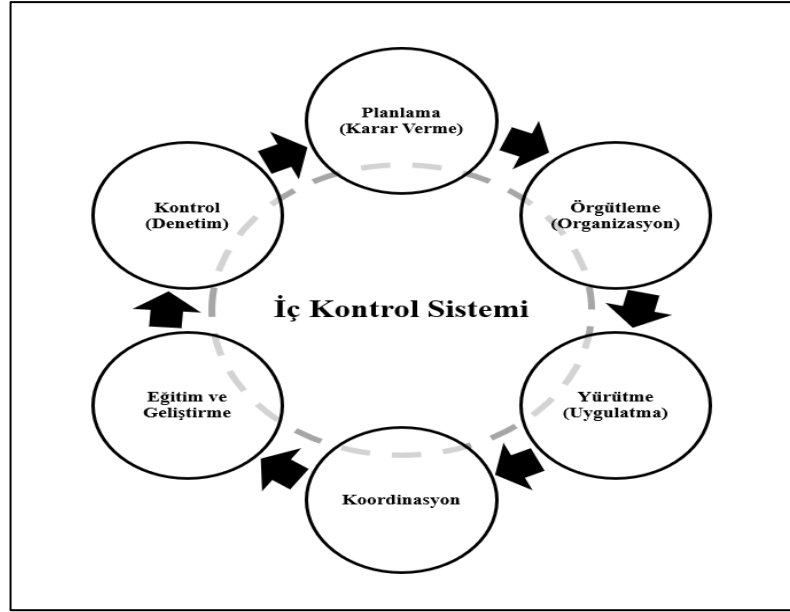 Planlama
(Karar Verme)
Örgütleme
(Organizasyon)
Yürütme
(Uygulatma)
Koordinasyon
Eğitim ve
Geliştirme
Kontrol
(Denetim)
İç Kontrol Sistemi